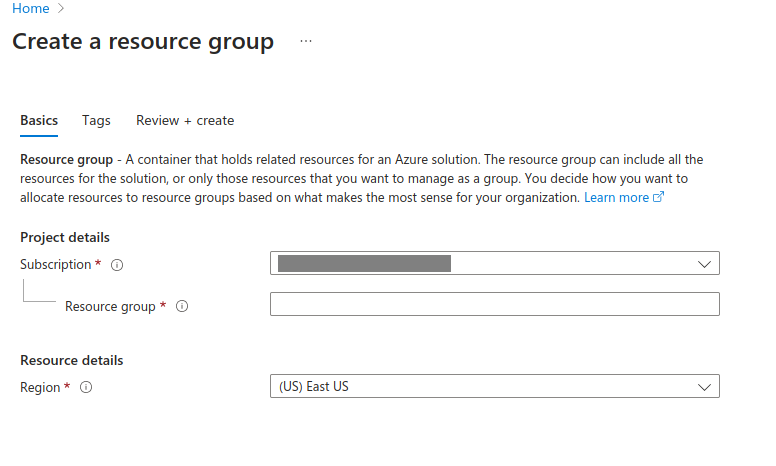 Home >
Create a resource group ...
Basics Tags Review + create
Resource group - A container that holds related resources for an Azure solution. The resource group can include all the
resources for the solution, or only those resources that you want to manage as a group. You decide how you want to
allocate resources to resource groups based on what makes the most sense for your organization. Learn more
Project details
Subscription *
Resource group *
Resource details
Region * (US) East US